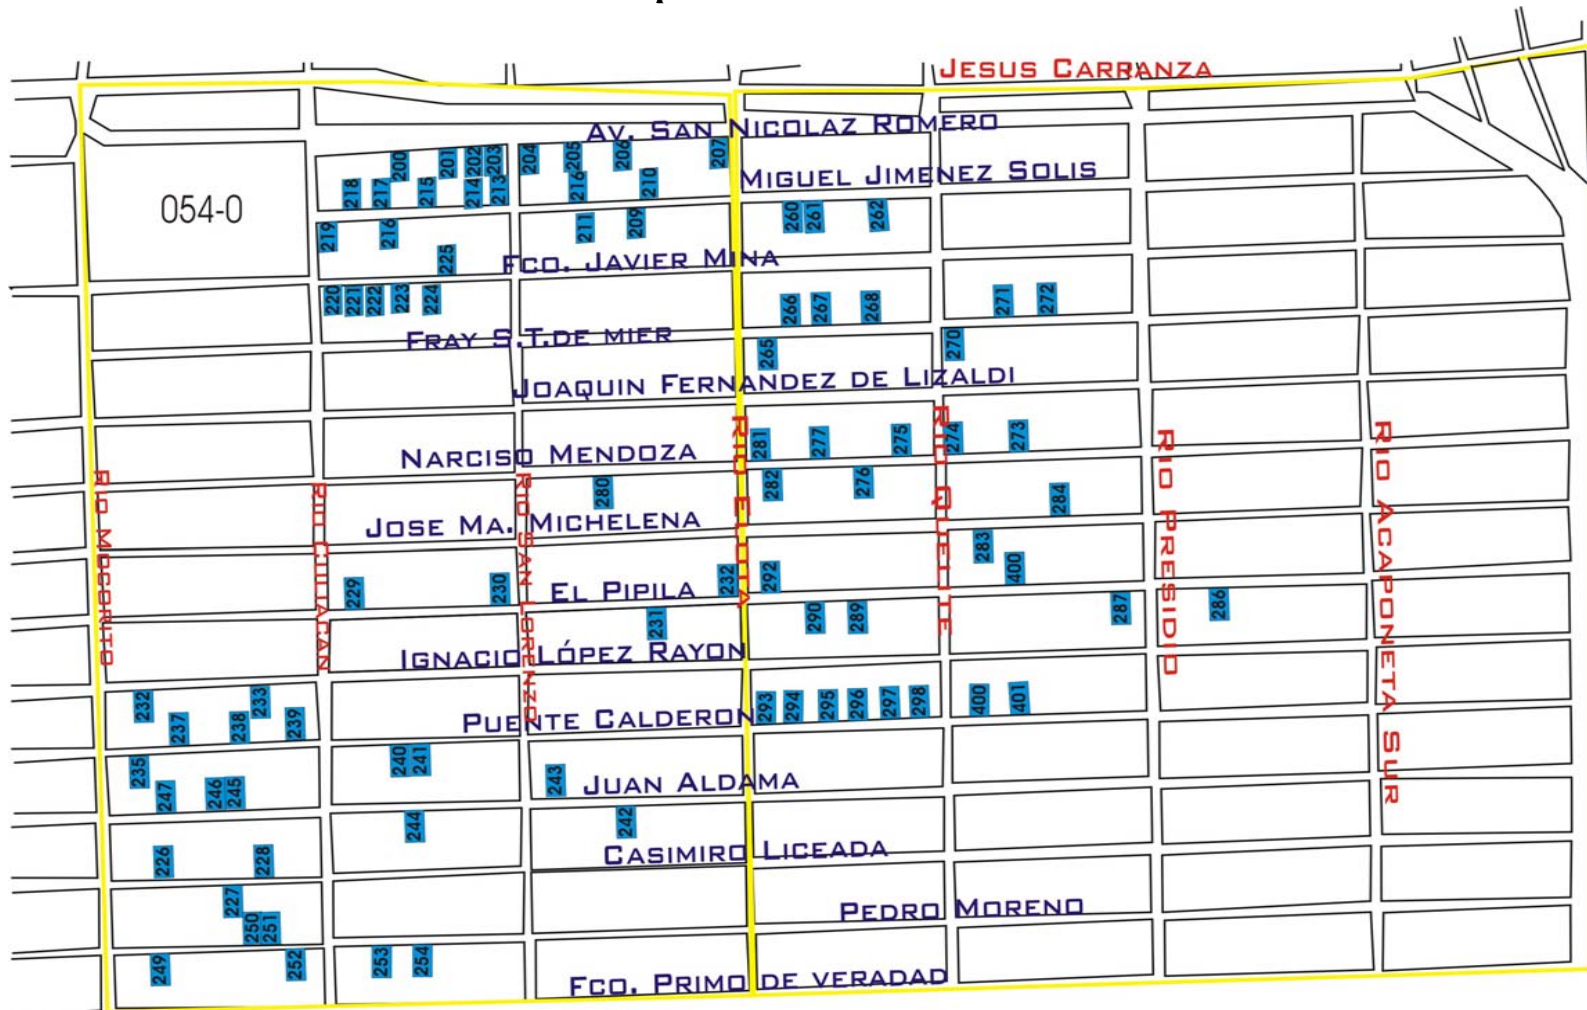 JESUS CARRANZA
AV. SAN NICOLAZ ROMERO
200 201 202 203 204 205 206 207
MIGUEL JIMENEZ SOLIS
218 217 215 214 213 216 210
054-0
219 216 211 209 260 261 262
225
FCO. JAVIER MINA
220 221 222 223 224 266 267 268 271 272
FRAY S.T.DE MIER
265 270
JOAQUIN FERNANDEZ DE LIZALDI
281 277 275 274 273
NARCISO MENDOZA
280 282 276 284
JOSE MA. MICHELENA
283 400
229 230 232 292
EL PIPILA
231 290 289 287 286
IGNACIO LÓPEZ RAYON
RIO MOCORITO
RIO CULIACAN
RIO SAN LORENZO
RIO ELOTA
RIO QUELITE
RIO PRESIDIO
RIO ACAPONETA SUR
232 237 238 233 239
293 294 295 296 297 298 400 401
PUENTE CALDERON
235 247 246 245 240 241 243
JUAN ALDAMA
244 242
CASIMIRO LICEADA
226 228
227 250 251
PEDRO MORENO
249 252 253 254
FCO. PRIMO DE VERADAD